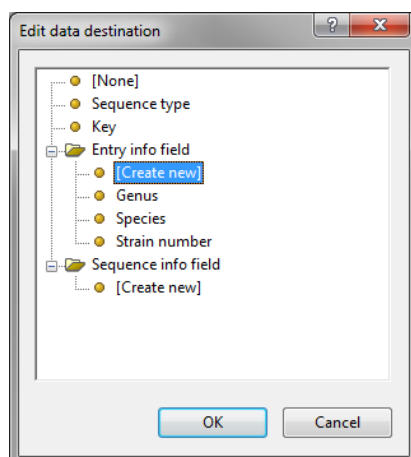 Edit data destination
[None]
Sequence type
Key
Entry info field
[Create new]
Genus
Species
Strain number
Sequence info field
[Create new]
OK Cancel